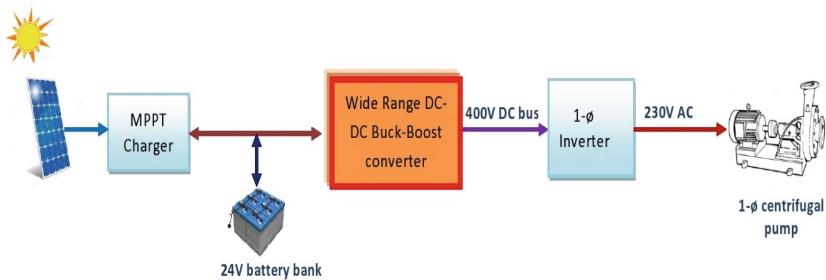 MPPT
Charger
24V battery bank
Wide Range DC-
DC Buck-Boost
converter
400V DC bus
1-ø
Inverter
230V AC
1-ø centrifugal
pump